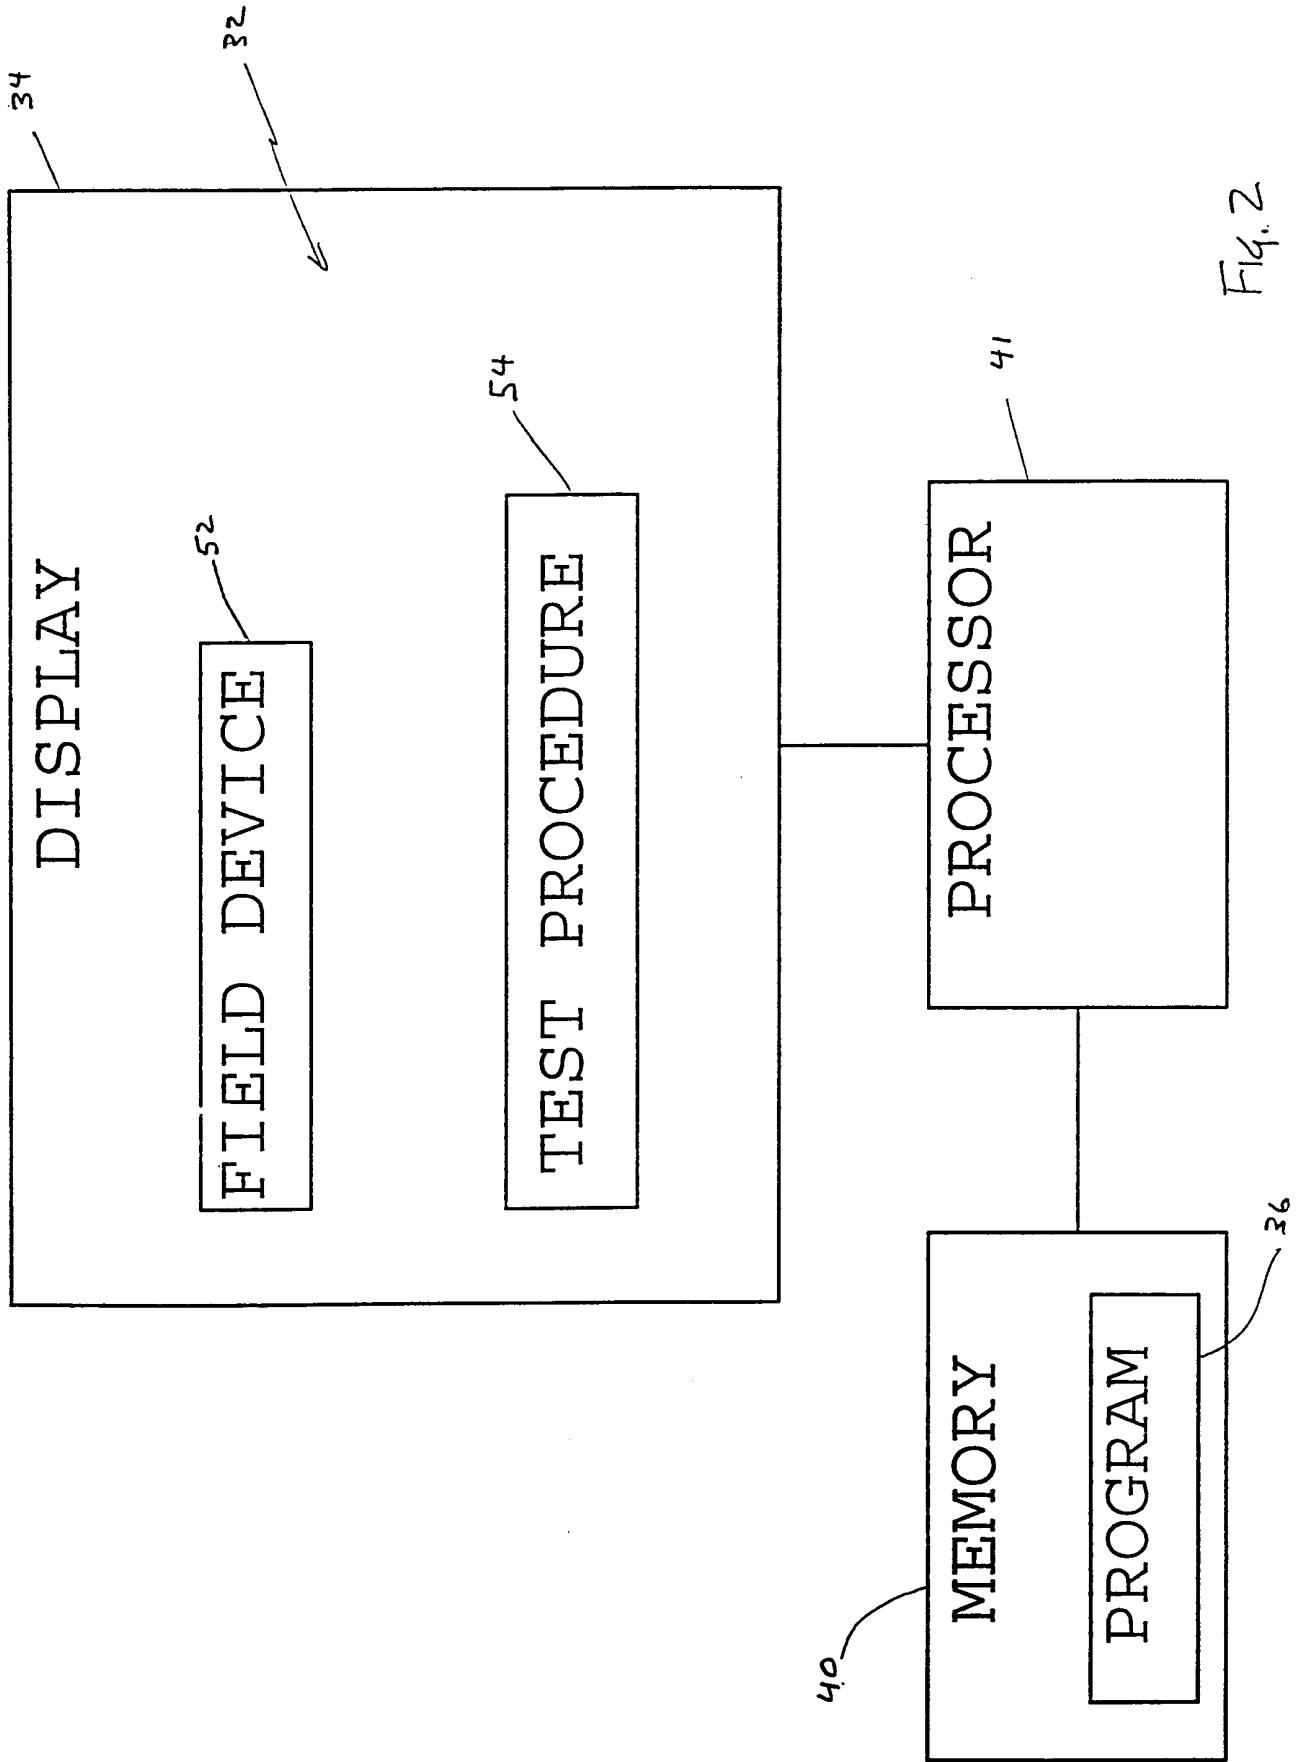 34
32
DISPLAY
52
FIELD DEVICE
54
TEST PROCEDURE
40
MEMORY
PROGRAM
36
PROCESSOR
41
Fig. 2